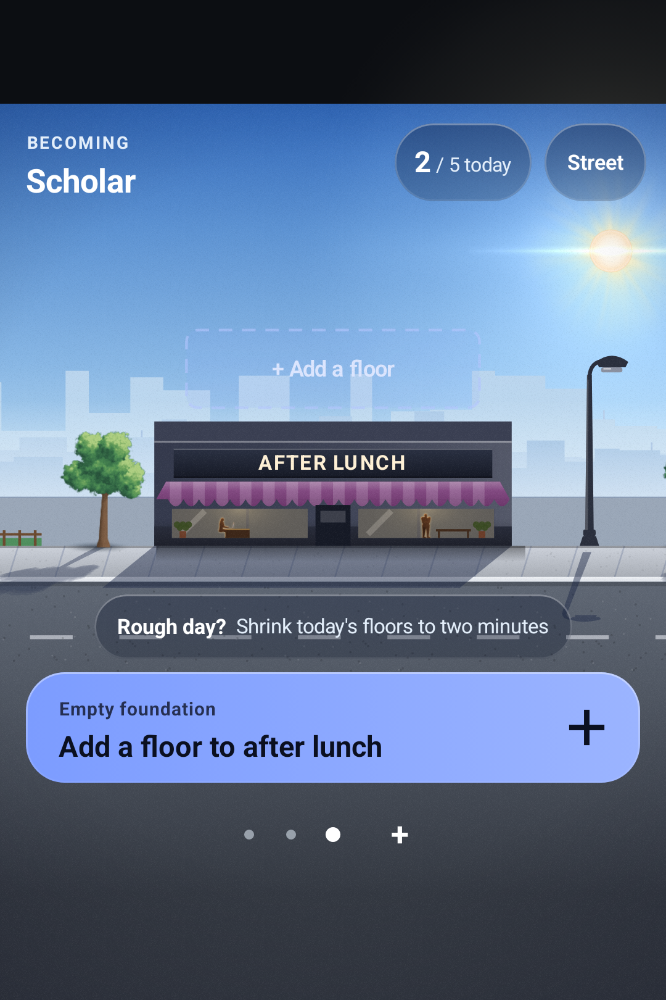 BECOMING
Scholar
2 / 5 today
Street
+ Add a floor
AFTER LUNCH
Rough day? Shrink today's floors to two minutes
Empty foundation
Add a floor to after lunch
+
+